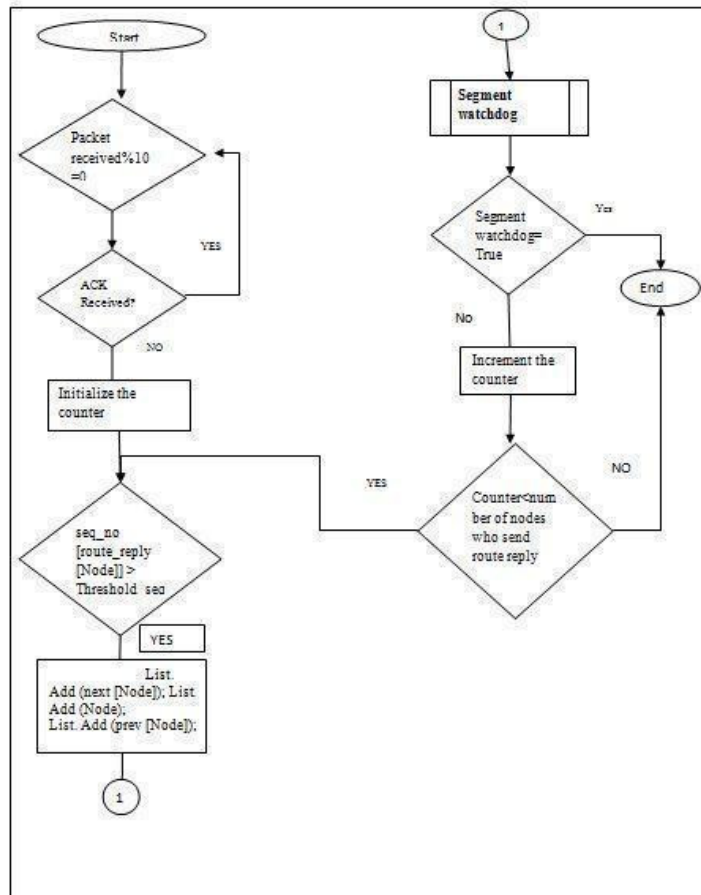 Start
Packet
received%10
=0
YES
ACK
Received?
NO
Initialize the
counter
seq_no
[route_reply
[Node]] >
Threshold_seq
YES
List.
Add (next [Node]); List.
Add (Node);
List. Add (prev [Node]);
1
1
Segment
watchdog
Segment
watchdog=
True
Yes
End
No
Increment the
counter
YES
NO
Counter<num
ber of nodes
who send
route reply